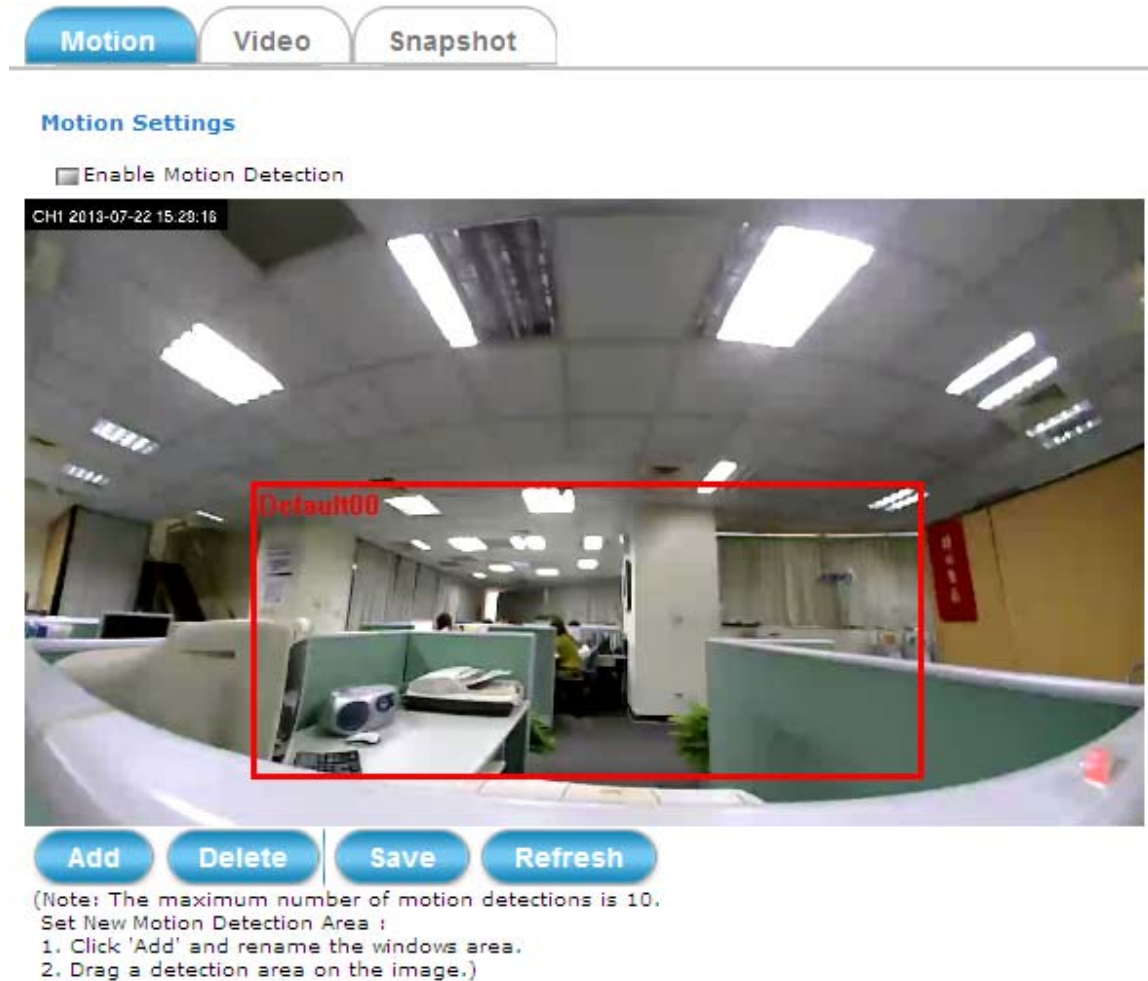 Motion Video Snapshot
Motion Settings
Enable Motion Detection
CH1 2013-07-22 15:29:16
Default00
Add Delete Save Refresh
(Note: The maximum number of motion detections is 10.
Set New Motion Detection Area :
1. Click 'Add' and rename the windows area.
2. Drag a detection area on the image.)